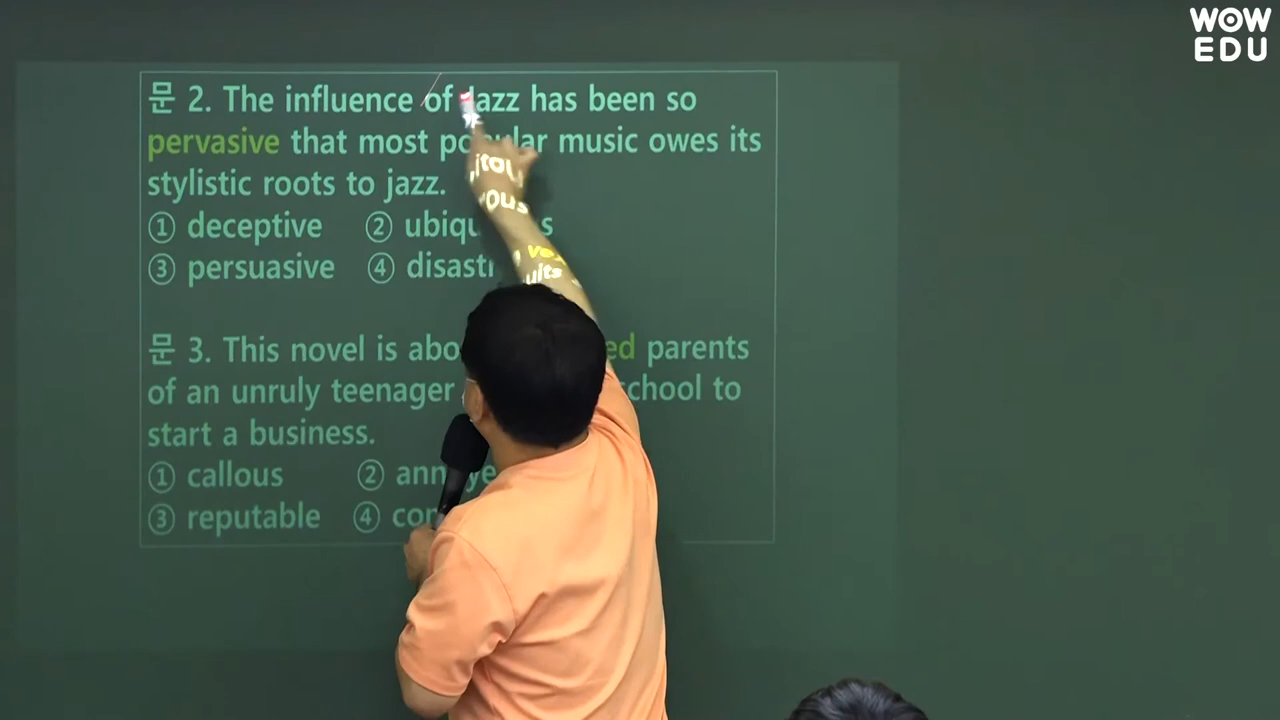 WOW
EDU
문 2. The influence of Jazz has been so
pervasive that most popular music owes its
stylistic roots to jazz.
① deceptive ② ubiqu s
③ persuasive ④ disast
문 3. This novel is abo ed parents
of an unruly teenager school to
start a business.
① callous ②
③ reputable ④